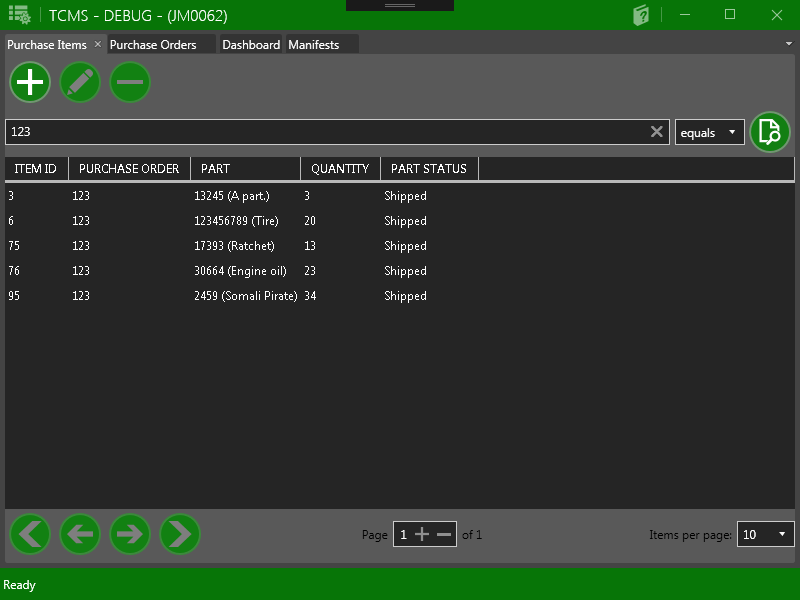 TCMS - DEBUG - (JM0062)
Purchase Items Purchase Orders Dashboard Manifests
123 equals
ITEM ID PURCHASE ORDER PART QUANTITY PART STATUS
3 123 13245 (A part.) 3 Shipped
6 123 123456789 (Tire) 20 Shipped
75 123 17393 (Ratchet) 13 Shipped
76 123 30664 (Engine oil) 23 Shipped
95 123 2459 (Somali Pirate) 34 Shipped
Page 1 of 1 Items per page: 10
Ready